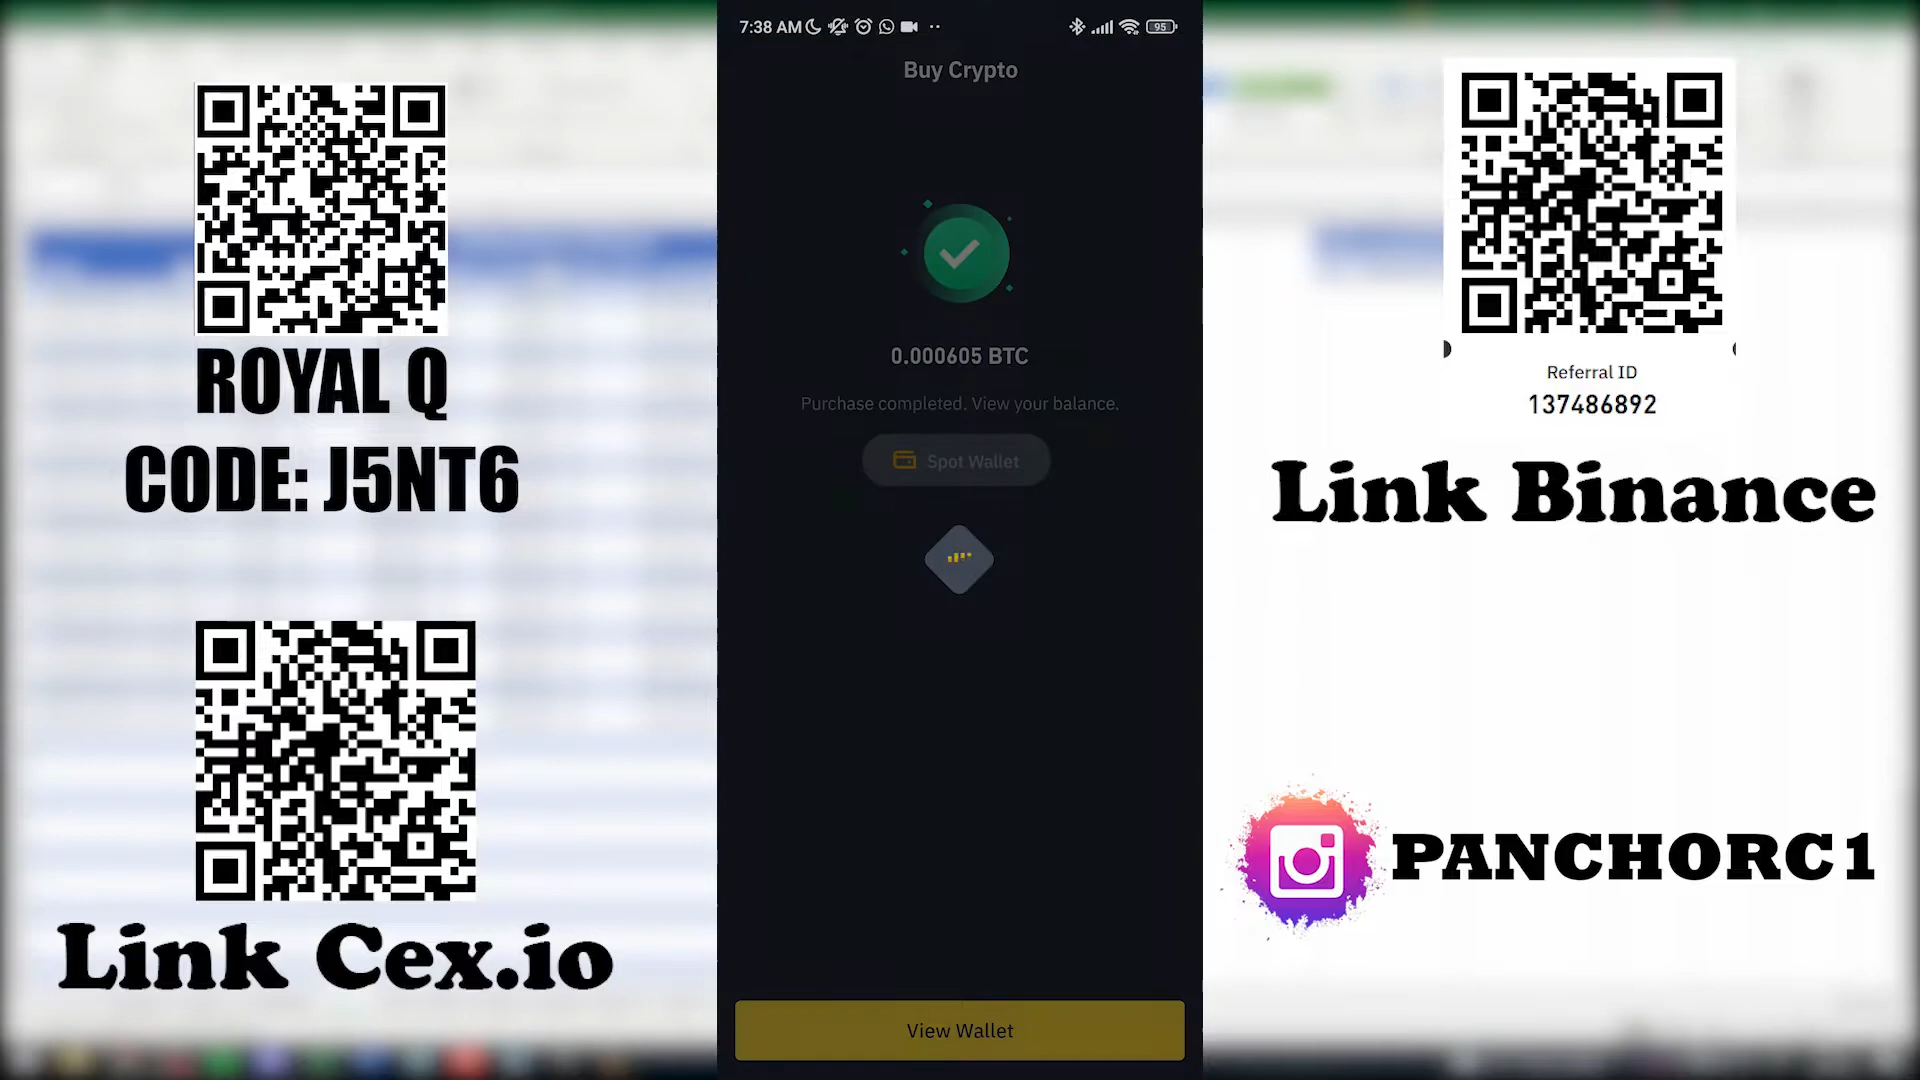 ROYAL Q
CODE: J5NT6
Link Cex.io
7:38 AM
95
Buy Crypto
0.000605 BTC
Purchase completed. View your balance.
Spot Wallet
View Wallet
Referral ID
137486892
Link Binance
PANCHORC1